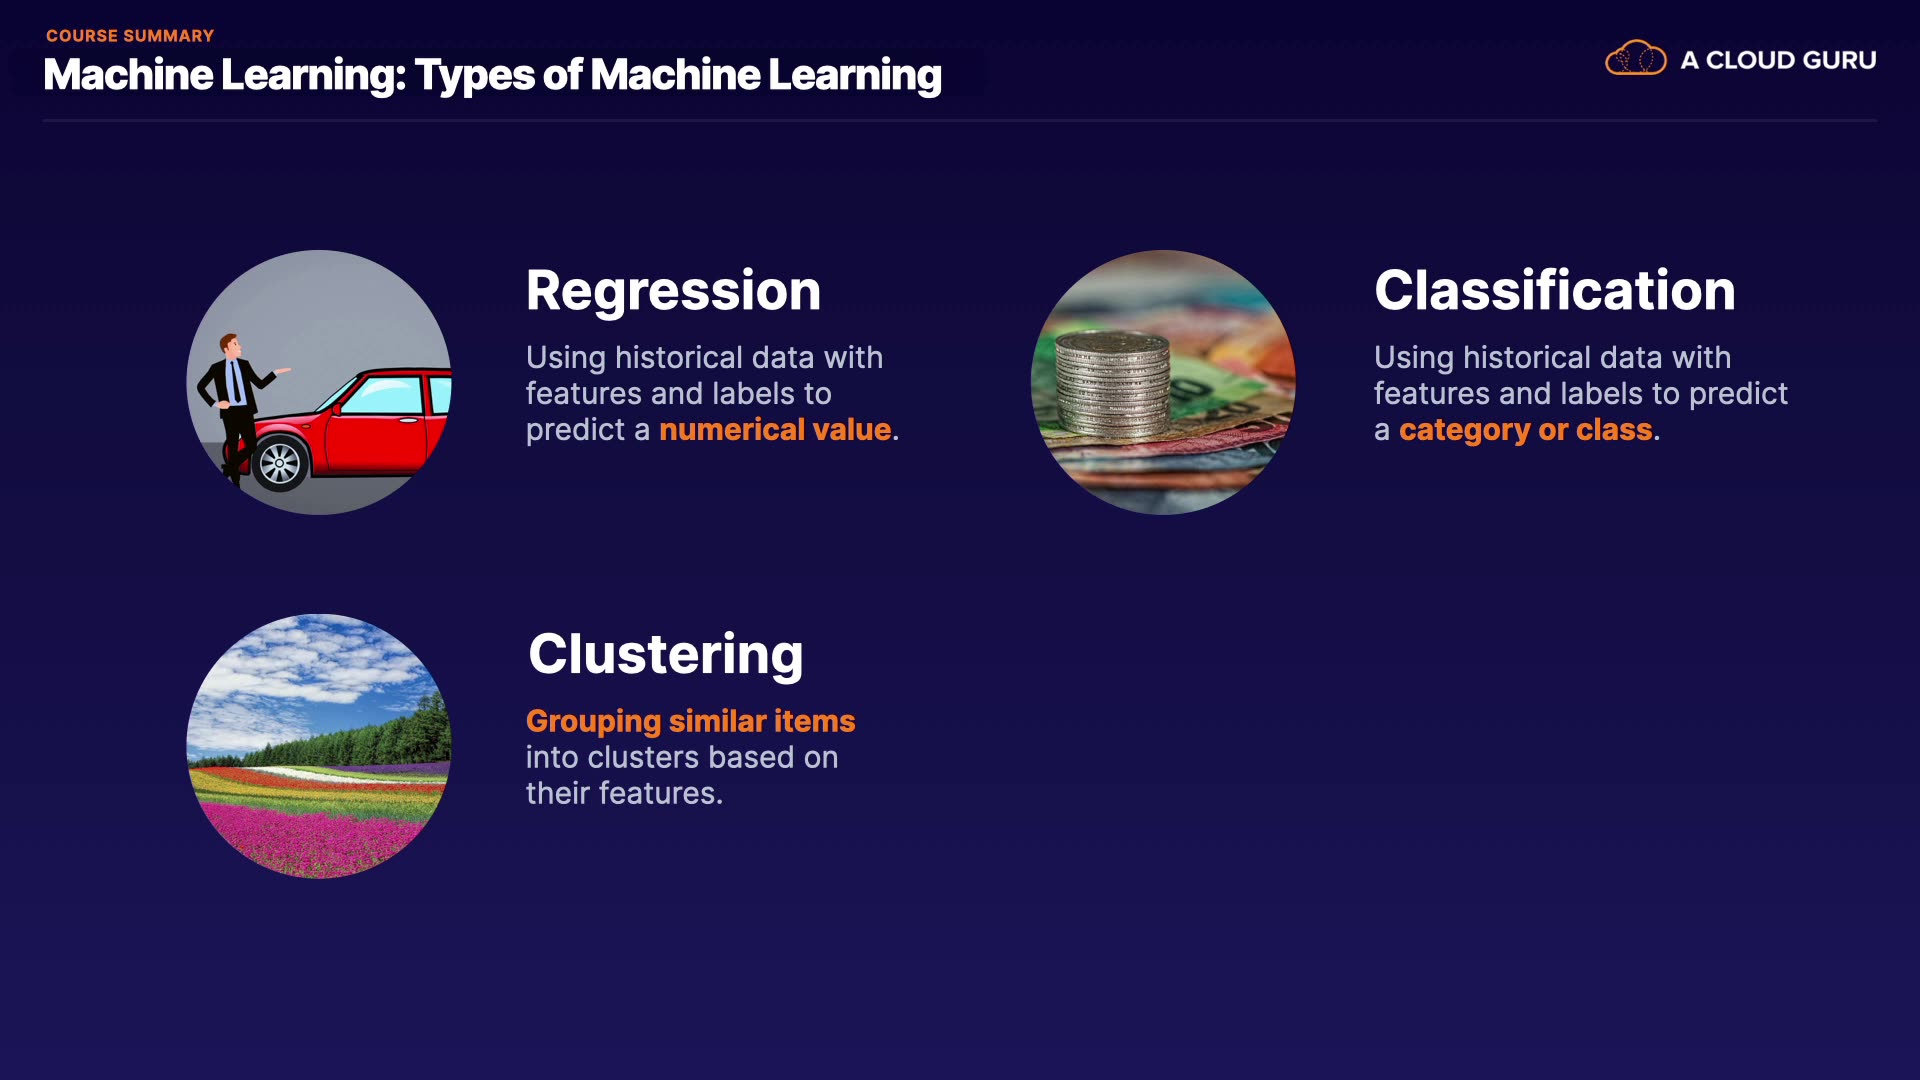 COURSE SUMMARY
Machine Learning: Types of Machine Learning
A CLOUD GURU
Regression
Using historical data with
features and labels to
predict a numerical value.
Classification
Using historical data with
features and labels to predict
a category or class.
Clustering
Grouping similar items
into clusters based on
their features.